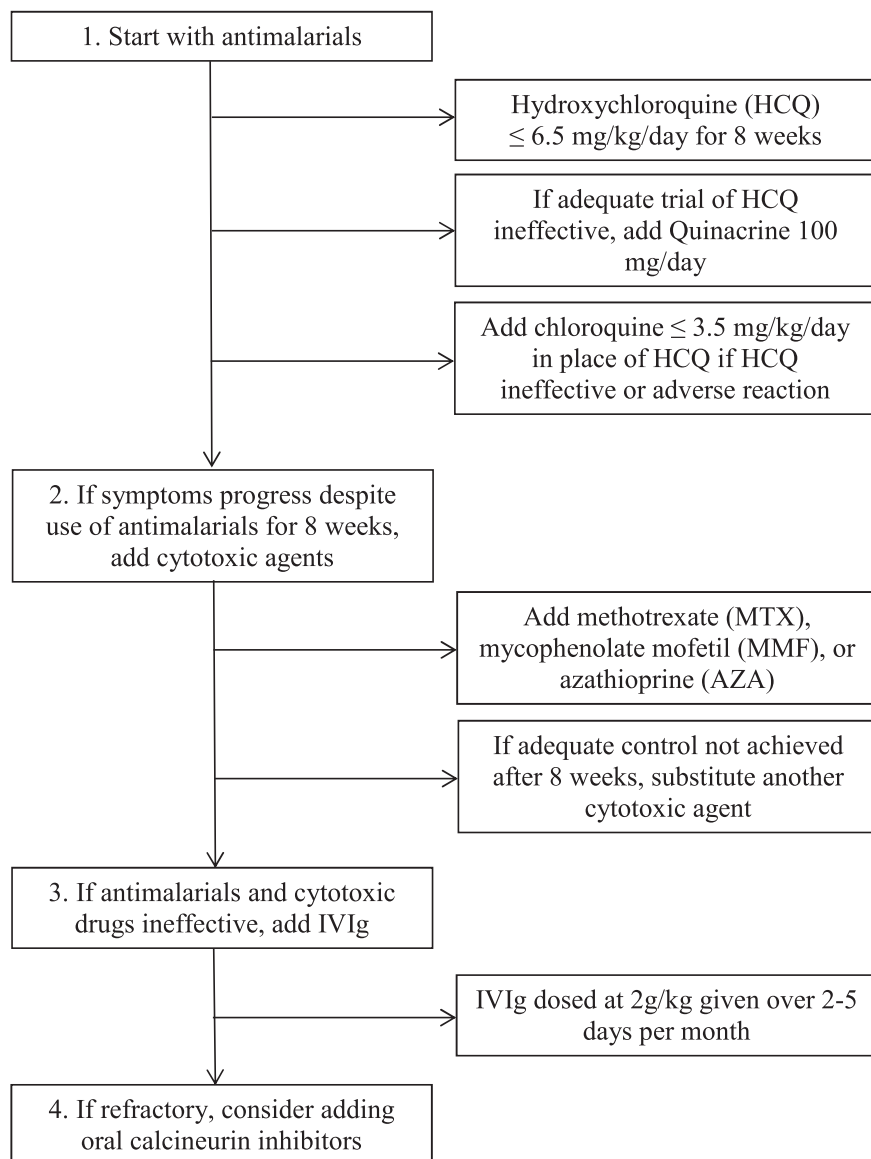 1. Start with antimalarials
Hydroxychloroquine (HCQ)
≤ 6.5 mg/kg/day for 8 weeks
If adequate trial of HCQ
ineffective, add Quinacrine 100
mg/day
Add chloroquine ≤ 3.5 mg/kg/day
in place of HCQ if HCQ
ineffective or adverse reaction
2. If symptoms progress despite
use of antimalarials for 8 weeks,
add cytotoxic agents
Add methotrexate (MTX),
mycophenolate mofetil (MMF), or
azathioprine (AZA)
If adequate control not achieved
after 8 weeks, substitute another
cytotoxic agent
3. If antimalarials and cytotoxic
drugs ineffective, add IVIg
IVIg dosed at 2g/kg given over 2-5
days per month
4. If refractory, consider adding
oral calcineurin inhibitors